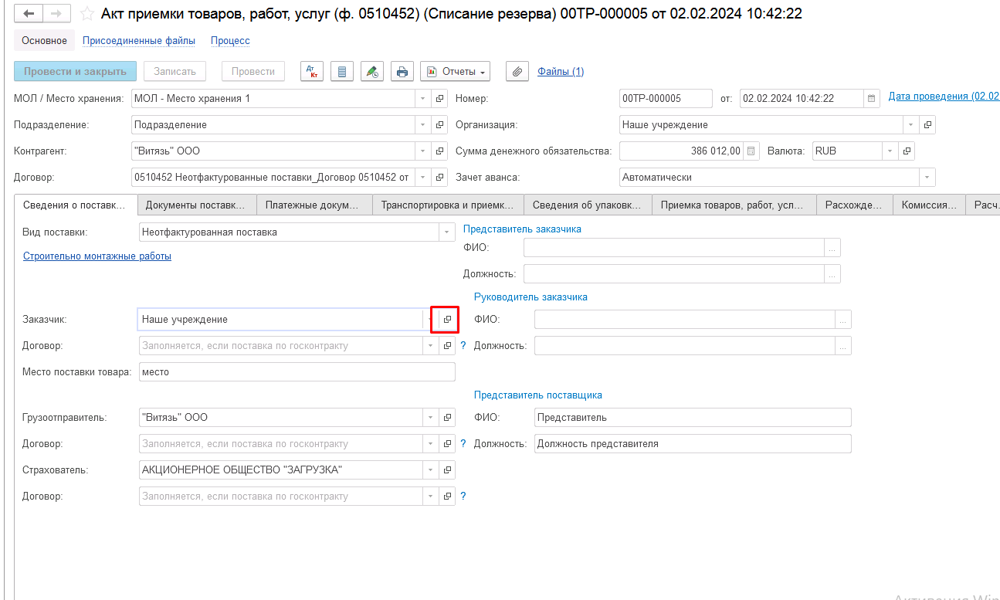 Акт приемки товаров, работ, услуг (ф. 0510452) (Списание резерва) 00ТР-000005 от 02.02.2024 10:42:22
Основное Присоединенные файлы Процесс
Провести и закрыть Записать Провести Дт Кт Отчеты Файлы (1)
МОЛ / Место хранения: МОЛ - Место хранения 1 Номер: 00ТР-000005 от: 02.02.2024 10:42:22 Дата проведения (02.02
Подразделение: Подразделение Организация: Наше учреждение
Контрагент: "Витязь" ООО Сумма денежного обязательства: 386 012,00 Валюта: RUB
Договор: 0510452 Неотфактурованные поставки_Договор 0510452 от Зачет аванса: Автоматически
Сведения о поставк... Документы поставк... Платежные докум... Транспортировка и приемк... Сведения об упаковк... Приемка товаров, работ, усл... Расхожде... Комиссия... Расч.
Вид поставки: Неотфактурованная поставка Представитель заказчика
ФИО: ...
Строительно монтажные работы
Должность: ...
Руководитель заказчика
Заказчик: Наше учреждение ФИО: ...
Договор: Заполняется, если поставка по госконтракту ? Должность: ...
Место поставки товара: место
Представитель поставщика
Грузоотправитель: "Витязь" ООО ФИО: Представитель
Договор: Заполняется, если поставка по госконтракту ? Должность: Должность представителя
Страхователь: АКЦИОНЕРНОЕ ОБЩЕСТВО "ЗАГРУЗКА"
Договор: Заполняется, если поставка по госконтракту ?